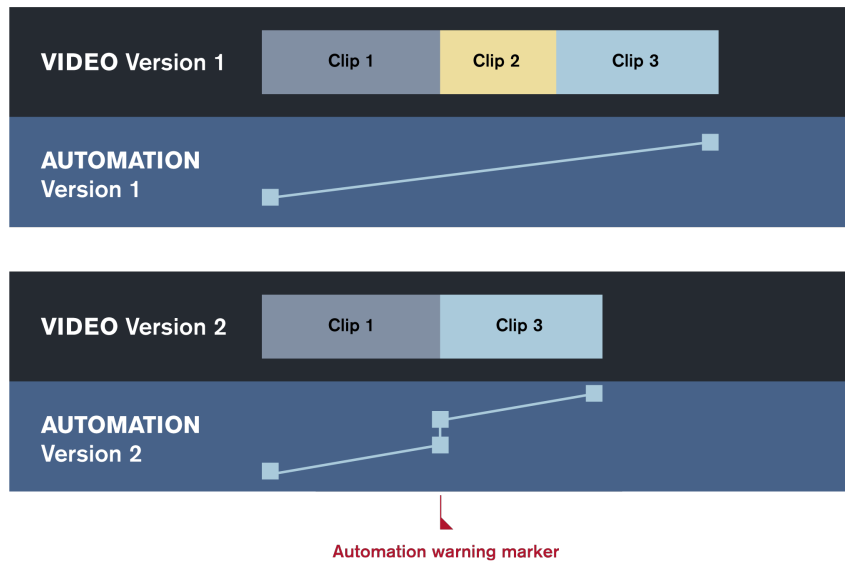 VIDEO Version 1
Clip 1
Clip 2
Clip 3
AUTOMATION
Version 1
VIDEO Version 2
Clip 1
Clip 3
AUTOMATION
Version 2
Automation warning marker